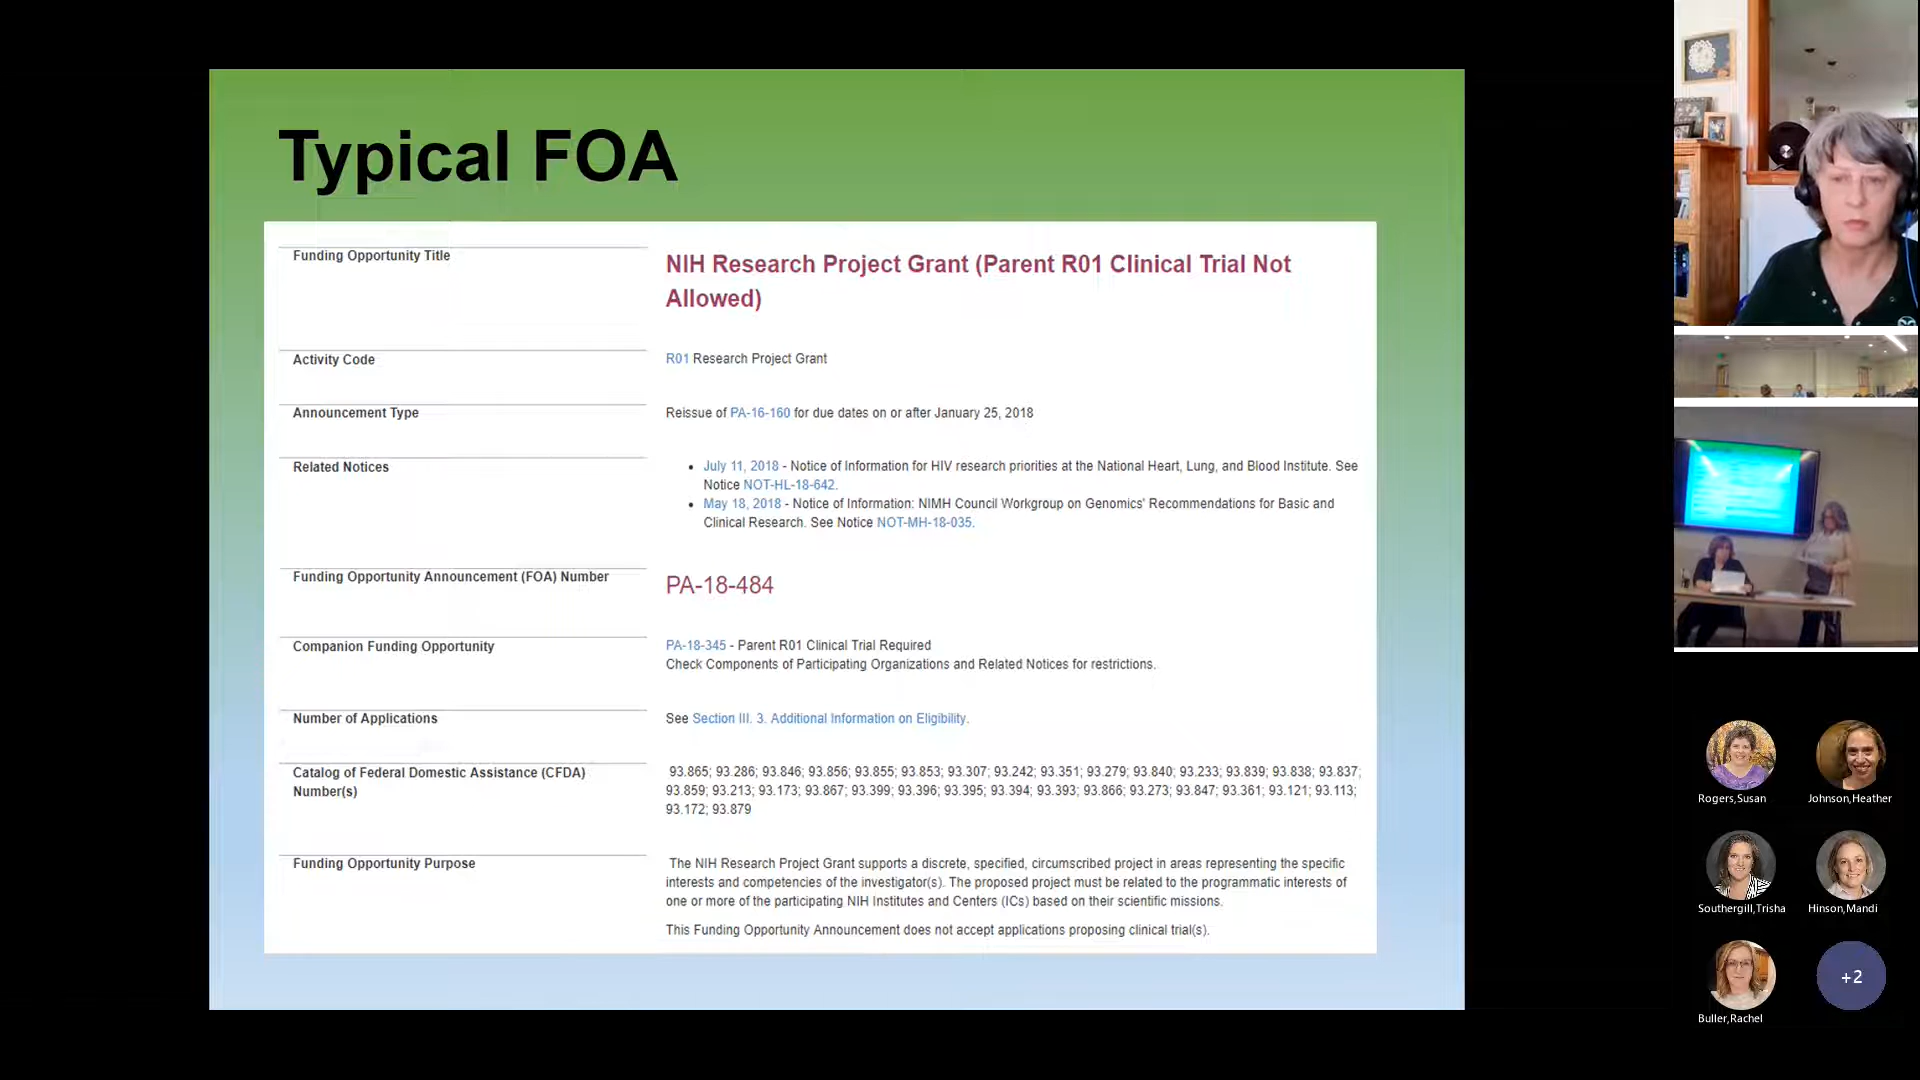 Typical FOA
Funding Opportunity Title
NIH Research Project Grant (Parent R01 Clinical Trial Not
Allowed)
Activity Code
R01 Research Project Grant
Announcement Type
Reissue of PA-16-160 for due dates on or after January 25, 2018
Related Notices
• July 11, 2018 - Notice of Information for HIV research priorities at the National Heart, Lung, and Blood Institute. See
Notice NOT-HL-18-642.
• May 18, 2018 - Notice of Information: NIMH Council Workgroup on Genomics' Recommendations for Basic and
Clinical Research. See Notice NOT-MH-18-035.
Funding Opportunity Announcement (FOA) Number
PA-18-484
Companion Funding Opportunity
PA-18-345 - Parent R01 Clinical Trial Required
Check Components of Participating Organizations and Related Notices for restrictions.
Number of Applications
See Section III. 3. Additional Information on Eligibility.
Catalog of Federal Domestic Assistance (CFDA)
Number(s)
93.865; 93.286; 93.846; 93.856; 93.855; 93.853; 93.307; 93.242; 93.351; 93.279; 93.840; 93.233; 93.839; 93.838; 93.837;
93.859; 93.213; 93.173; 93.867; 93.399; 93.396; 93.395; 93.394; 93.393; 93.866; 93.273; 93.847; 93.361; 93.121; 93.113;
93.172; 93.879
Funding Opportunity Purpose
The NIH Research Project Grant supports a discrete, specified, circumscribed project in areas representing the specific
interests and competencies of the investigator(s). The proposed project must be related to the programmatic interests of
one or more of the participating NIH Institutes and Centers (ICs) based on their scientific missions.
This Funding Opportunity Announcement does not accept applications proposing clinical trial(s).
Rogers,Susan
Johnson,Heather
Southergill,Trisha
Hinson,Mandi
Buller,Rachel
+2